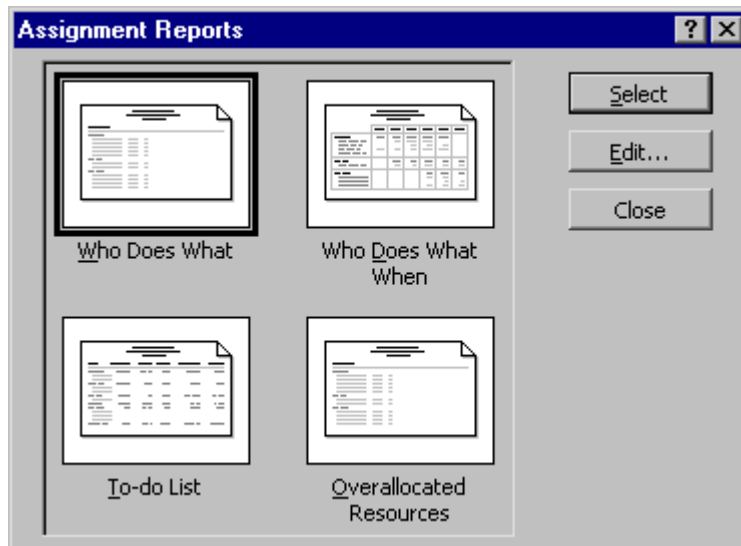 Assignment Reports
Select
Edit...
Close
Who Does What
Who Does What
When
To-do List
Overallocated
Resources